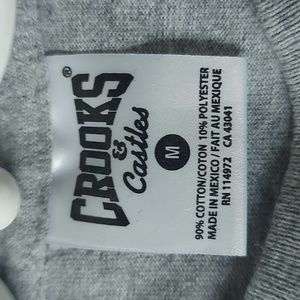 CROOKS
&
Castles
®
M
90% COTTON/COTON 10% POLYESTER
MADE IN MEXICO / FAIT AU MEXIQUE
RN 114972 CA 43041